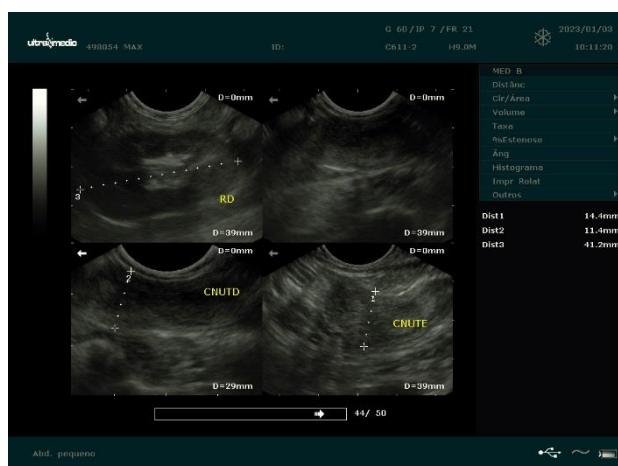 G 60/IP 7 /FR 21
2023/01/03
ultramedic
498054 MAX
ID:
C611-2
H9.0M
10:11:20
MED B
Distânc
Cir/Área
Volume
Taxa
%Estenose
Âng
Histograma
Impr Relat
Outros
Dist1 14.4mm
Dist2 11.4mm
Dist3 41.2mm
D=0mm
D=0mm
3
RD
D=39mm
D=39mm
D=0mm
D=0mm
2
1
CNUTD
CNUTE
D=29mm
D=39mm
44/ 50
Abd. pequeno